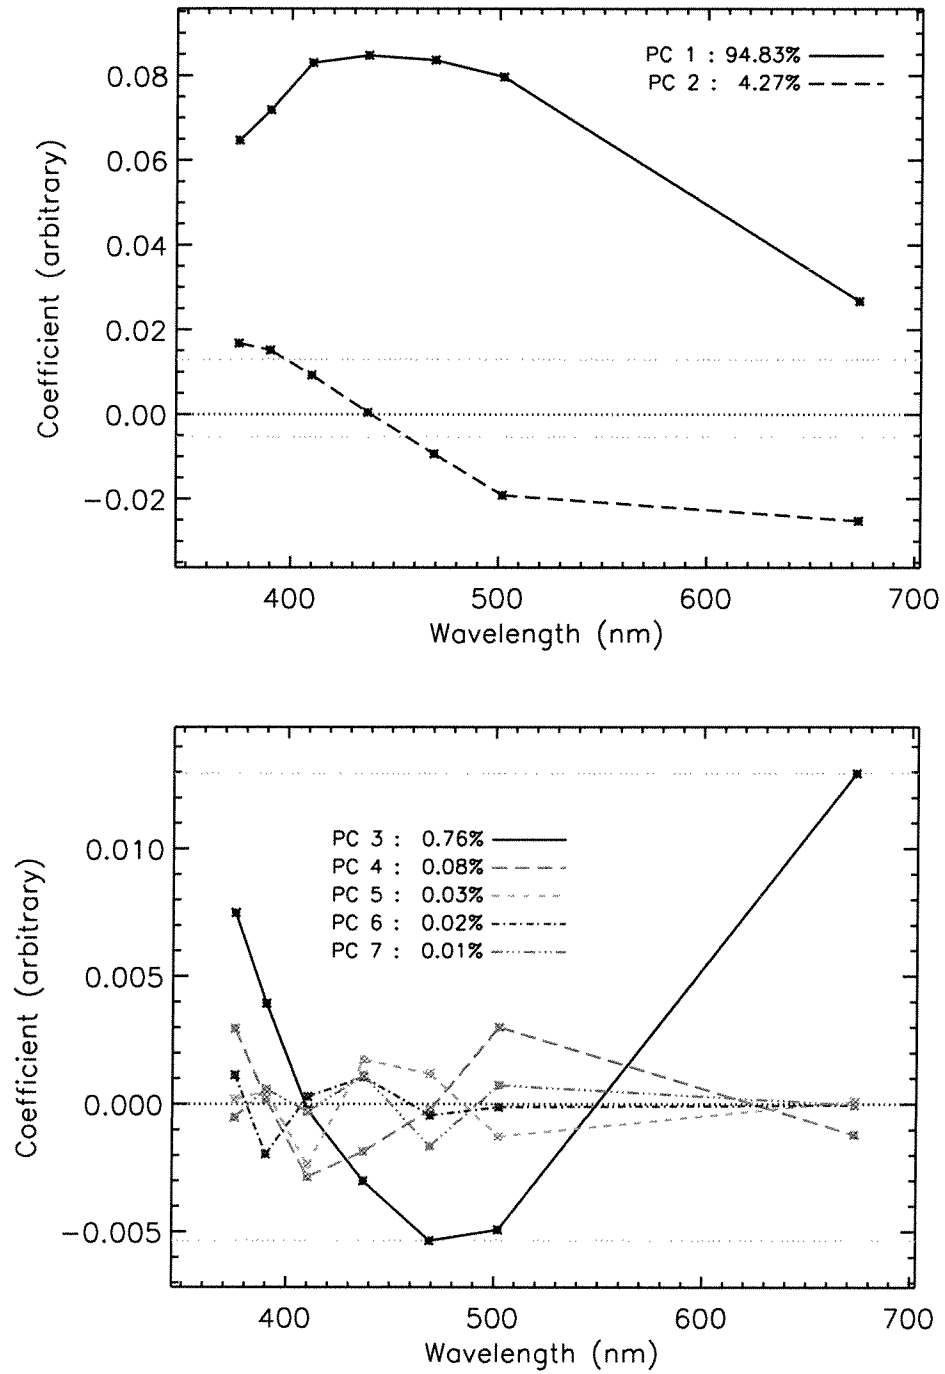 PC 1 : 94.83%
PC 2 : 4.27%
0.08
0.06
0.04
0.02
0.00
−0.02
Coefficient (arbitrary)
400 500 600 700
Wavelength (nm)
PC 3 : 0.76%
PC 4 : 0.08%
PC 5 : 0.03%
PC 6 : 0.02%
PC 7 : 0.01%
0.010
0.005
0.000
−0.005
Coefficient (arbitrary)
400 500 600 700
Wavelength (nm)